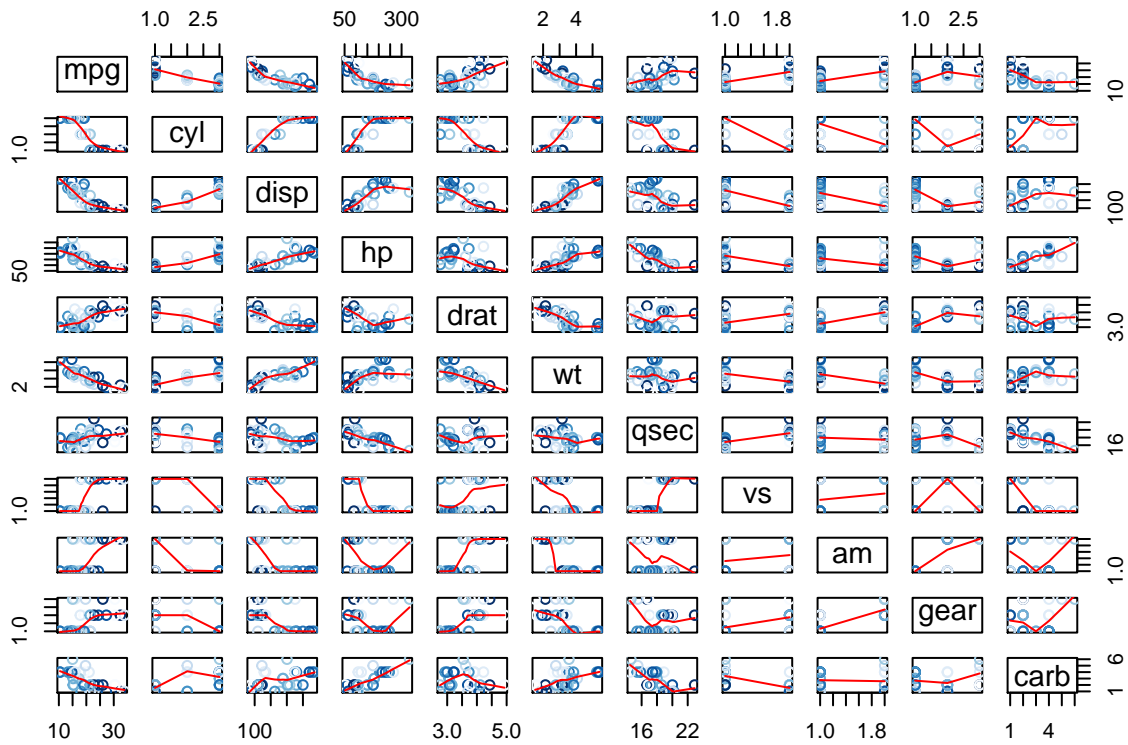 1.0 2.5 50 300 2 4 1.0 1.8 1.0 2.5
mpg 10
1.0 cyl
disp 100
50 hp
drat 3.0
2 wt
qsec 16
1.0 vs
am 1.0
1.0 gear
carb 1 6
10 30 100 3.0 5.0 16 22 1.0 1.8 1 4